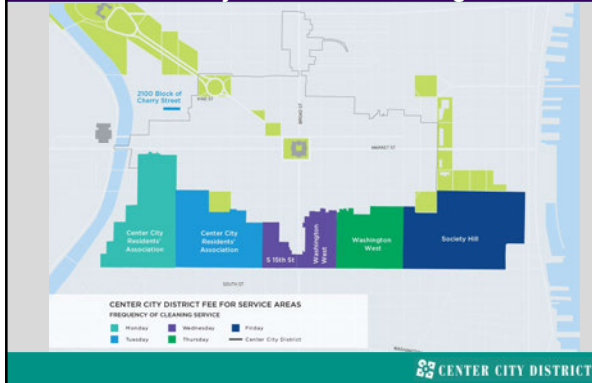 2100 Block of
Cherry Street
VINE ST
BROAD ST
MARKET ST
Center City
Residents'
Association
Center City
Residents'
Association
S 15th St
Washington
West
Washington
West
Society Hill
SOUTH ST
CENTER CITY DISTRICT FEE FOR SERVICE AREAS
FREQUENCY OF CLEANING SERVICE
Monday
Wednesday
Friday
Tuesday
Thursday
Center City District
CENTER CITY DISTRICT